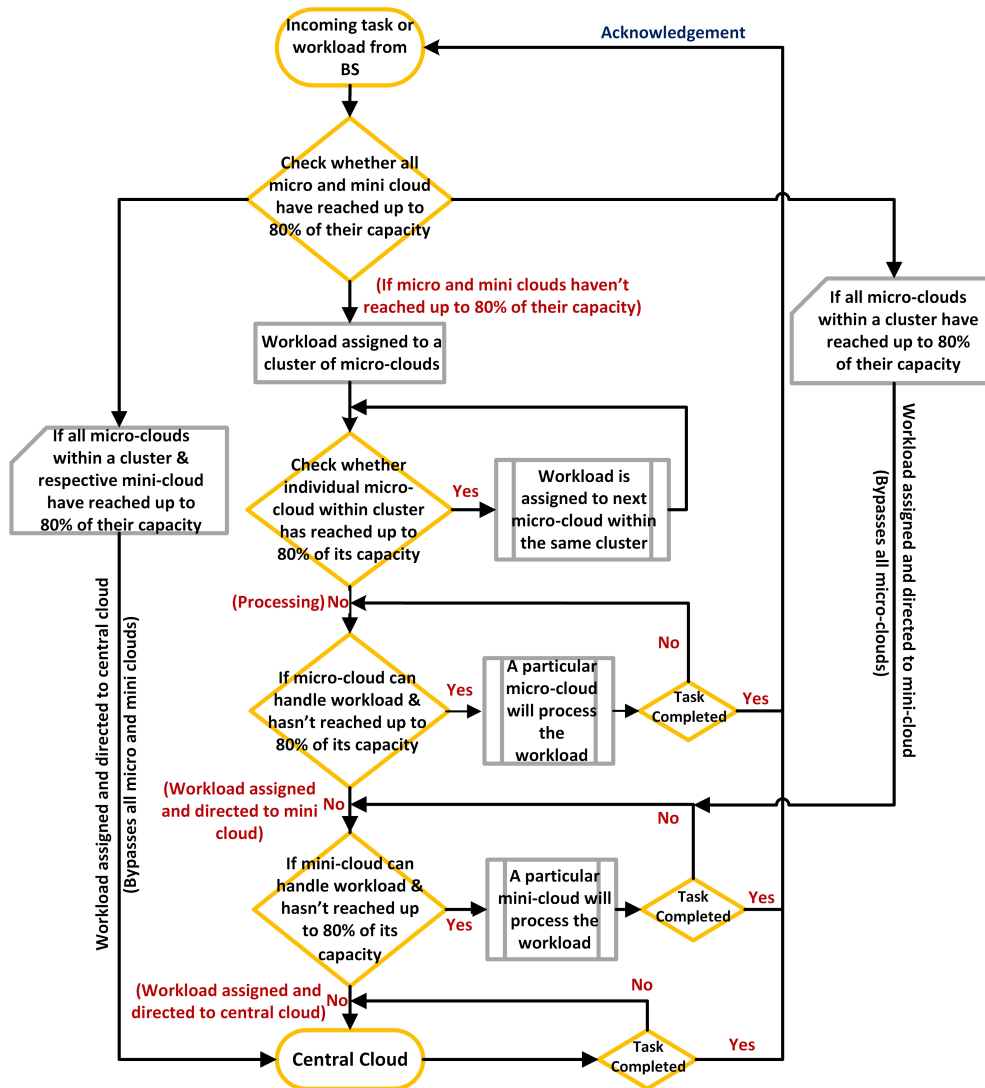 Incoming task or
workload from
BS
Acknowledgement
Check whether all
micro and mini cloud
have reached up to
80% of their capacity
(If micro and mini clouds haven't
reached up to 80% of their capacity)
If all micro-clouds
within a cluster have
reached up to 80%
of their capacity
Workload assigned to a
cluster of micro-clouds
If all micro-clouds
within a cluster &
respective mini-cloud
have reached up to
80% of their capacity
Check whether
individual micro-
cloud within cluster
has reached up to
80% of its capacity
Yes
Workload is
assigned to next
micro-cloud within
the same cluster
Workload assigned and directed to mini-cloud
(Bypasses all micro-clouds)
(Processing) No
No
If micro-cloud can
handle workload &
hasn't reached up to
80% of its capacity
Yes
A particular
micro-cloud
will process
the
workload
Task
Completed
Yes
Workload assigned and directed to central cloud
(Bypasses all micro and mini clouds)
(Workload assigned
and directed to mini
cloud)
No
No
If mini-cloud can
handle workload &
hasn't reached up
to 80% of its
capacity
Yes
A particular
mini-cloud will
process the
workload
Task
Completed
Yes
(Workload assigned and
directed to central cloud)
No
No
Central Cloud
Task
Completed
Yes